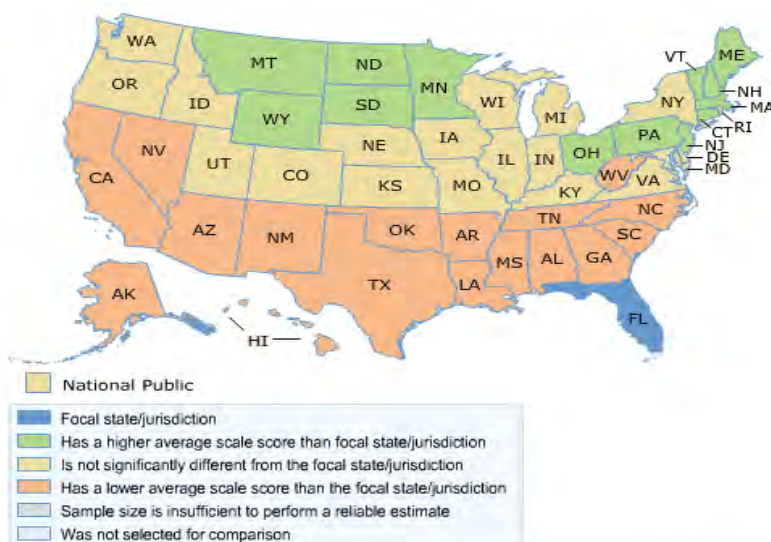 WA
MT
ND
MN
VT
ME
OR
ID
WY
SD
WI
MI
NY
NH
MA
RI
CT
NV
UT
CO
NE
IA
IL
IN
OH
PA
NJ
DE
MD
CA
KS
MO
KY
WV
VA
AZ
NM
OK
AR
TN
NC
SC
TX
LA
MS
AL
GA
AK
HI
FL
National Public
Focal state/jurisdiction
Has a higher average scale score than focal state/jurisdiction
Is not significantly different from the focal state/jurisdiction
Has a lower average scale score than the focal state/jurisdiction
Sample size is insufficient to perform a reliable estimate
Was not selected for comparison